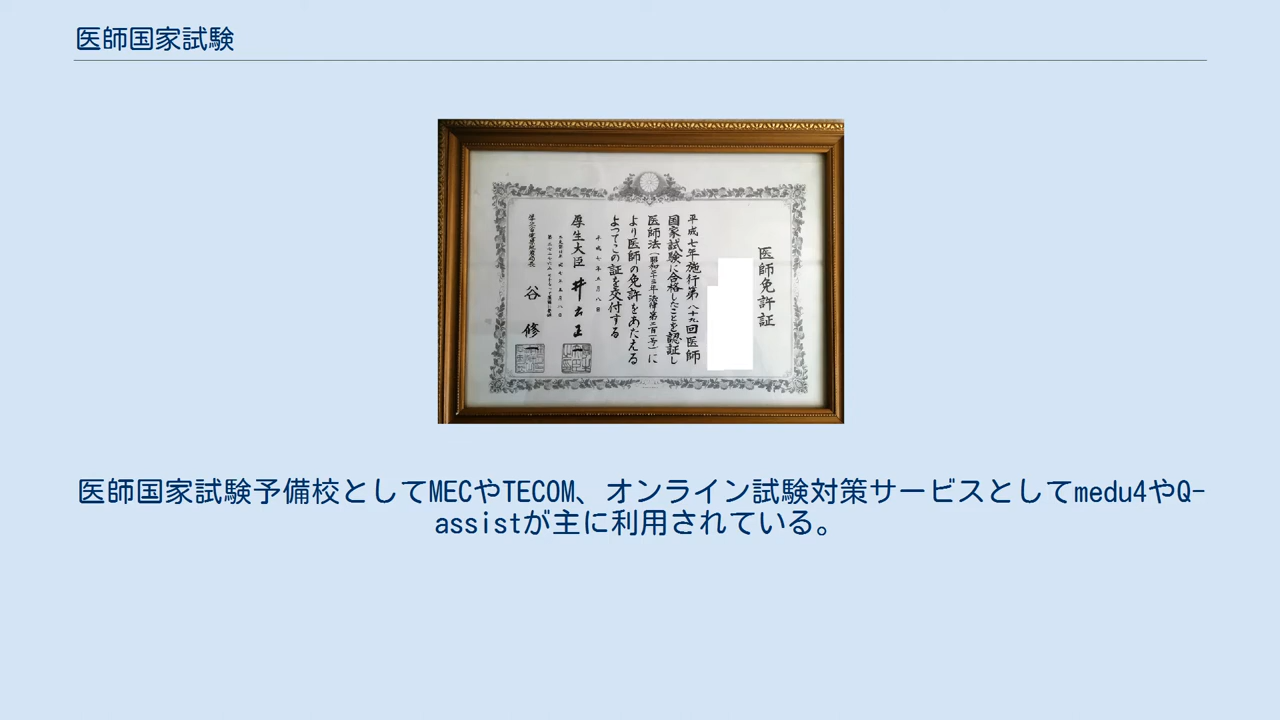 医師国家試験
医師免許証
平成七年施行第八十九回医師
国家試験に合格したことを認証し
医師法(昭和二十三年法律第二百一号)に
より医師の免許をあたえる
よつてこの証を交付する
平成七年五月八日
厚生大臣 井出正
谷 修
医師国家試験予備校としてMECやTECOM、オンライン試験対策サービスとしてmedu4やQ-
assistが主に利用されている。